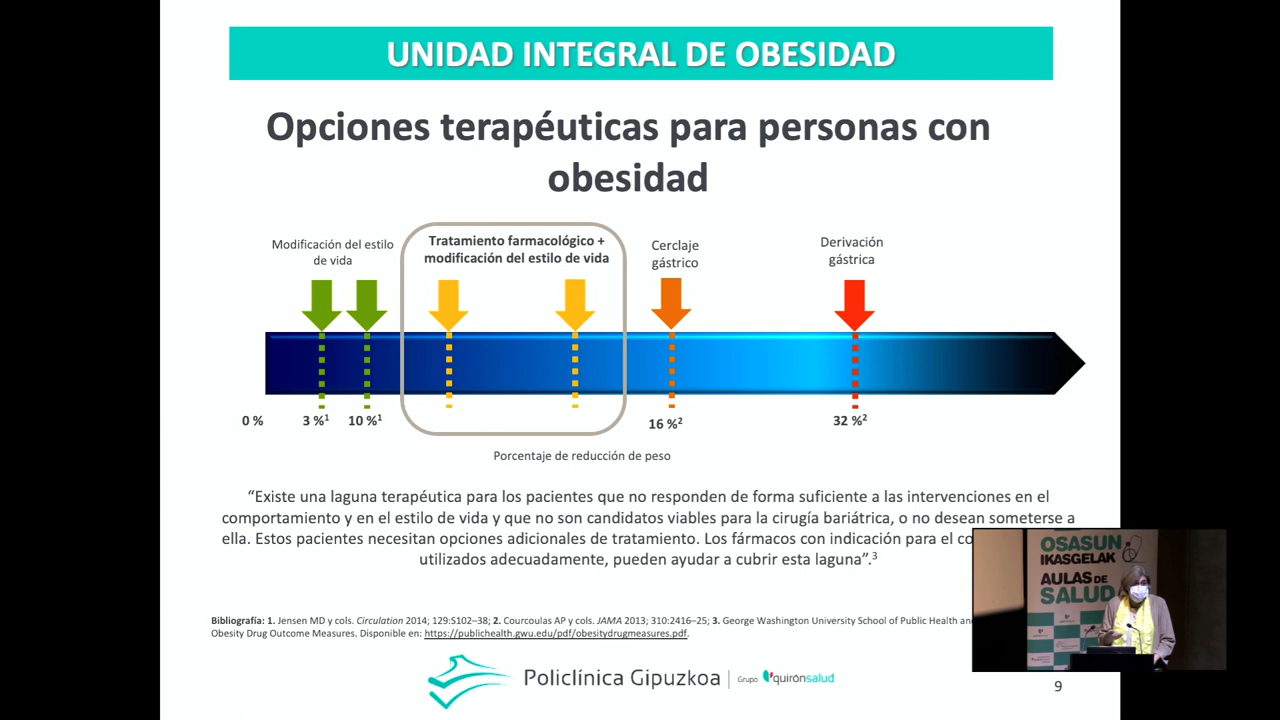 UNIDAD INTEGRAL DE OBESIDAD
Opciones terapéuticas para personas con
obesidad
Modificación del estilo
de vida
Tratamiento farmacológico +
modificación del estilo de vida
Cerclaje
gástrico
Derivación
gástrica
0 %
3 %¹
10 %¹
16 %²
32 %²
Porcentaje de reducción de peso
“Existe una laguna terapéutica para los pacientes que no responden de forma suficiente a las intervenciones en el
comportamiento y en el estilo de vida y que no son candidatos viables para la cirugía bariátrica, o no desean someterse a
ella. Estos pacientes necesitan opciones adicionales de tratamiento. Los fármacos con indicación para el
utilizados adecuadamente, pueden ayudar a cubrir esta laguna”.³
Bibliografía: 1. Jensen MD y cols. Circulation 2014; 129:S102–38; 2. Courcoulas AP y cols. JAMA 2013; 310:2416–25; 3. George Washington University School of Public Health and
Obesity Drug Outcome Measures. Disponible en: https://publichealth.gwu.edu/pdf/obesitydrugmeasures.pdf.
Policlínica Gipuzkoa
Grupo quirónsalud
9
OSASUN
IKASGELAK
AULAS DE
SALUD